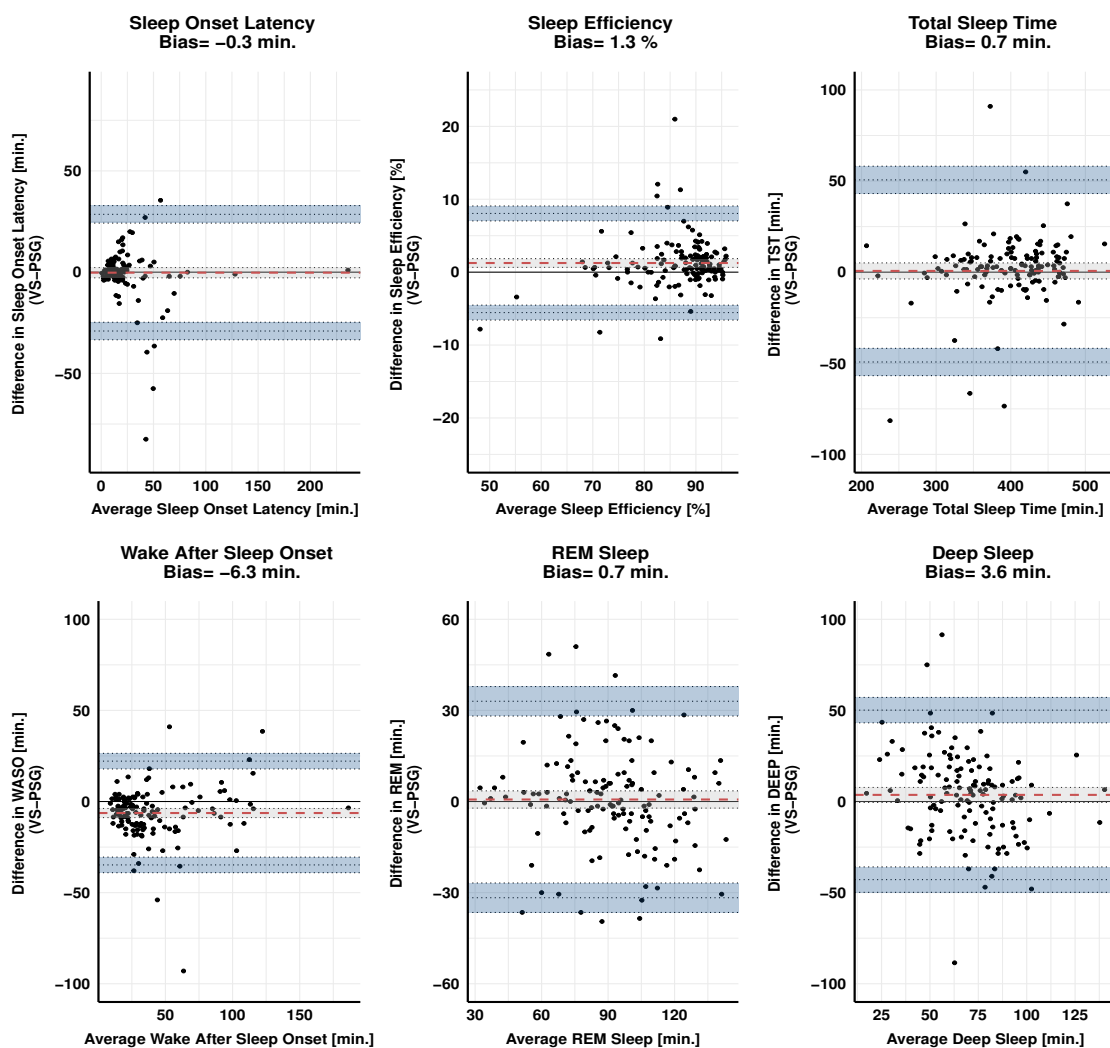 Sleep Onset Latency
Bias= −0.3 min.
Difference in Sleep Onset Latency [min.]
(VS−PSG)
50
0
−50
0
50
100
150
200
Average Sleep Onset Latency [min.]
Sleep Efficiency
Bias= 1.3 %
Difference in Sleep Efficiency [%]
(VS−PSG)
20
10
0
−10
−20
50
60
70
80
90
Average Sleep Efficiency [%]
Total Sleep Time
Bias= 0.7 min.
Difference in TST [min.]
(VS−PSG)
100
50
0
−50
−100
200
300
400
500
Average Total Sleep Time [min.]
Wake After Sleep Onset
Bias= −6.3 min.
Difference in WASO [min.]
(VS−PSG)
100
50
0
−50
−100
50
100
150
Average Wake After Sleep Onset [min.]
REM Sleep
Bias= 0.7 min.
Difference in REM [min.]
(VS−PSG)
60
30
0
−30
−60
30
60
90
120
Average REM Sleep [min.]
Deep Sleep
Bias= 3.6 min.
Difference in DEEP [min.]
(VS−PSG)
100
50
0
−50
−100
25
50
75
100
125
Average Deep Sleep [min.]